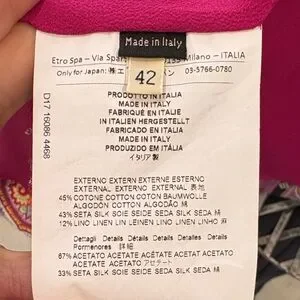 Made in Italy
Etro Spa - Via Spar
Milano - ITALIA
Only for Japan:
03-5766-0780
42
D17 16086 4468
PRODOTTO IN ITALIA
MADE IN ITALY
FABRIQUÉ EN ITALIE
IN ITALIEN HERGESTELLT
FABRICADO EN ITALIA
MADE IN ITALY
PRODUZIDO EM ITÁLIA
イタリア製
EXTERNO EXTERN EXTERNE ESTERNO
EXTERNAL EXTERNO EXTERNAL 表地
45% COTONE COTTON COTON BAUMWOLLE
ALGODÓN COTTON ALGODÃO 綿
43% SETA SILK SOIE SEIDE SEDA SILK SEDA 絹
12% LINO LINEN LIN LEINEN LINO LINEN LINHO 麻
Dettagli Details Détails Details Details
Pormenores 詳細
67% ACETATO ACETATE ACÉTATE ACETAT ACETATO
ACETATE ACETATO アセテート
33% SETA SILK SOIE SEIDE SEDA SILK SEDA 絹